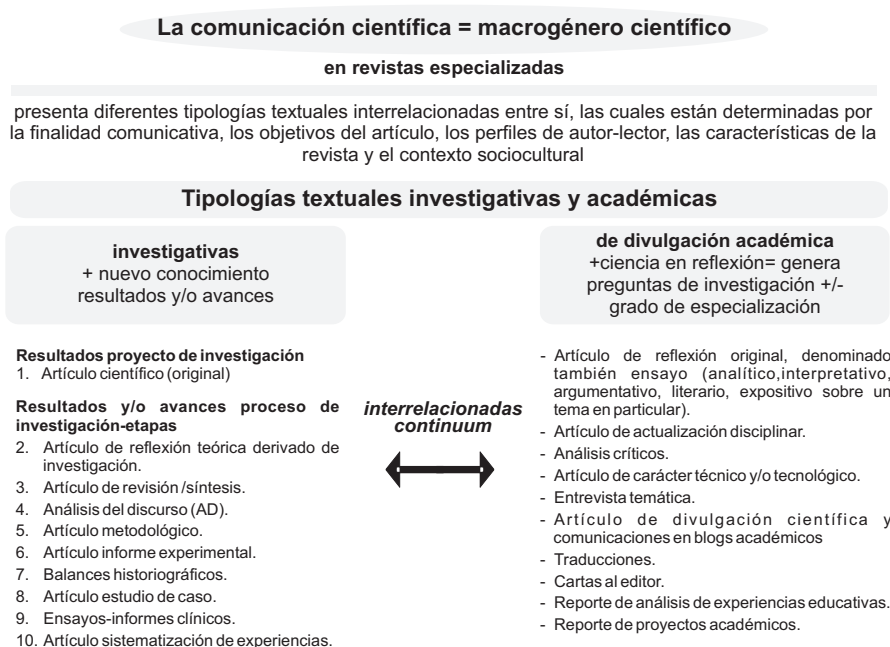 La comunicación científica = macrogénero científico
en revistas especializadas
presenta diferentes tipologías textuales interrelacionadas entre sí, las cuales están determinadas por
la finalidad comunicativa, los objetivos del artículo, los perfiles de autor-lector, las características de la
revista y el contexto sociocultural
Tipologías textuales investigativas y académicas
investigativas
+ nuevo conocimiento
resultados y/o avances
Resultados proyecto de investigación
1. Artículo científico (original)
Resultados y/o avances proceso de
investigación-etapas
2. Artículo de reflexión teórica derivado de
investigación.
3. Artículo de revisión /síntesis.
4. Análisis del discurso (AD).
5. Artículo metodológico.
6. Artículo informe experimental.
7. Balances historiográficos.
8. Artículo estudio de caso.
9. Ensayos-informes clínicos.
10. Artículo sistematización de experiencias.
interrelacionadas
continuum
de divulgación académica
+ciencia en reflexión= genera
preguntas de investigación +/-
grado de especialización
- Artículo de reflexión original, denominado
también ensayo (analítico,interpretativo,
argumentativo, literario, expositivo sobre un
tema en particular).
- Artículo de actualización disciplinar.
- Análisis críticos.
- Artículo de carácter técnico y/o tecnológico.
- Entrevista temática.
- Artículo de divulgación científica y
comunicaciones en blogs académicos
- Traducciones.
- Cartas al editor.
- Reporte de análisis de experiencias educativas.
- Reporte de proyectos académicos.